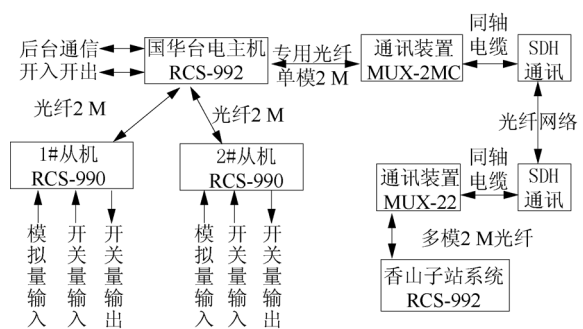 后台通信
开入开出
国华台电主机
RCS-992
专用光纤
单模2 M
通讯装置
MUX-2MC
同轴
电缆
SDH
通讯
光纤2 M
光纤2 M
光纤网络
1#从机
RCS-990
2#从机
RCS-990
通讯装置
MUX-22
同轴
电缆
SDH
通讯
模拟量输入
开关量输入
开关量输出
模拟量输入
开关量输入
开关量输出
多模2 M光纤
香山子站系统
RCS-992